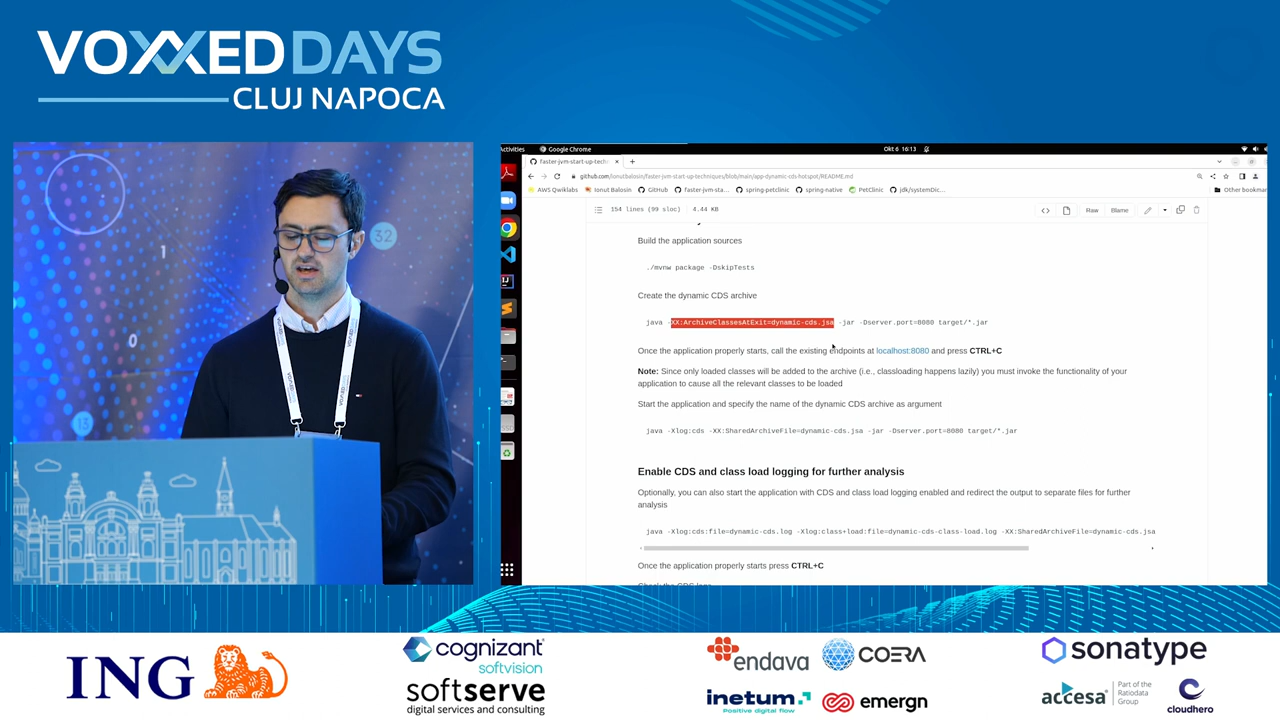 VOXXED DAYS
CLUJ NAPOCA
32
1
0
13
Activities
Google Chrome
Okt 6 16:13
faster-jvm-start-up-tech
github.com/ionutbalosin/faster-jvm-start-up-techniques/blob/main/app-dynamic-cds-hotspot/README.md
AWS Qwiklabs
Ionut Balosin
GitHub
faster-jvm-sta...
spring-petclinic
spring-native
PetClinic
jdk/systemDic...
Other bookmar
154 lines (99 sloc)
4.44 KB
Raw
Blame
Build the application sources
./mvnw package -DskipTests
Create the dynamic CDS archive
java -XX:ArchiveClassesAtExit=dynamic-cds.jsa -jar -Dserver.port=8080 target/*.jar
Once the application properly starts, call the existing endpoints at localhost:8080 and press CTRL+C
Note: Since only loaded classes will be added to the archive (i.e., classloading happens lazily) you must invoke the functionality of your
application to cause all the relevant classes to be loaded
Start the application and specify the name of the dynamic CDS archive as argument
java -Xlog:cds -XX:SharedArchiveFile=dynamic-cds.jsa -jar -Dserver.port=8080 target/*.jar
Enable CDS and class load logging for further analysis
Optionally, you can also start the application with CDS and class load logging enabled and redirect the output to separate files for further
analysis
java -Xlog:cds:file=dynamic-cds.log -Xlog:class+load:file=dynamic-cds-class-load.log -XX:SharedArchiveFile=dynamic-cds.jsa
Once the application properly starts press CTRL+C
ING
cognizant
softvision
softserve
digital services and consulting
endava
COERA
inetum.
Positive digital flow
emergn
sonatype
accesa
Part of the
Ratiodata
Group
cloudhero